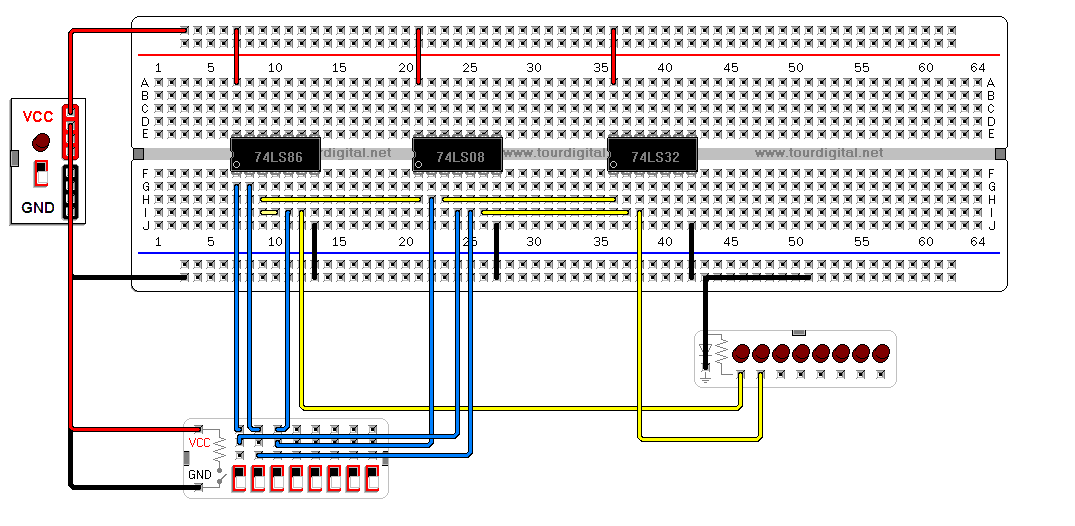 1 5 10 15 20 25 30 35 40 45 50 55 60 64
A A
B B
C C
D D
E E
VCC
GND
74LS86
rdigital.net
74LS08
www.tourdigital.net
74LS32
www.tourdigital.net
F F
G G
H H
I I
J J
1 5 10 15 20 25 30 35 40 45 50 55 60 64
VCC
GND